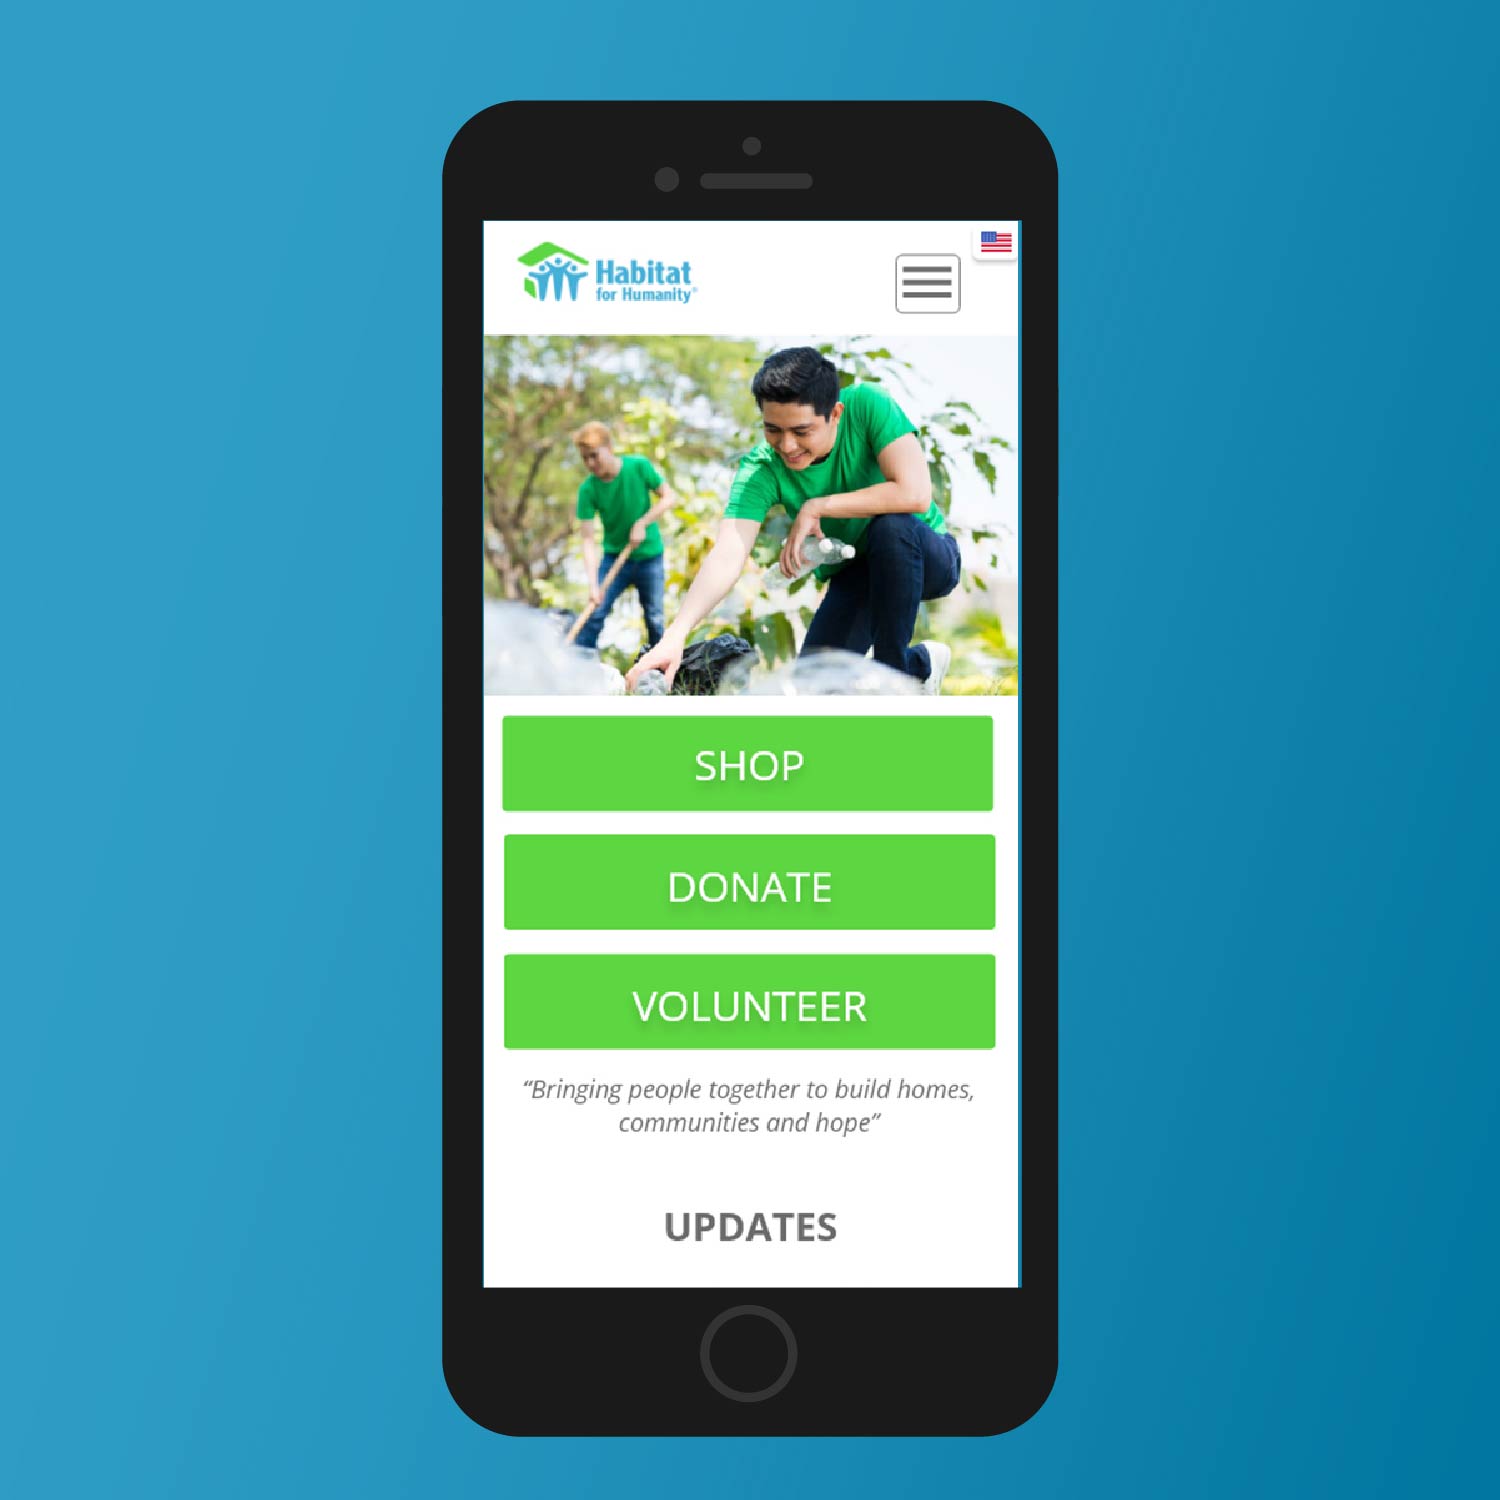 Habitat
for Humanity®
SHOP
DONATE
VOLUNTEER
“Bringing people together to build homes,
communities and hope”
UPDATES